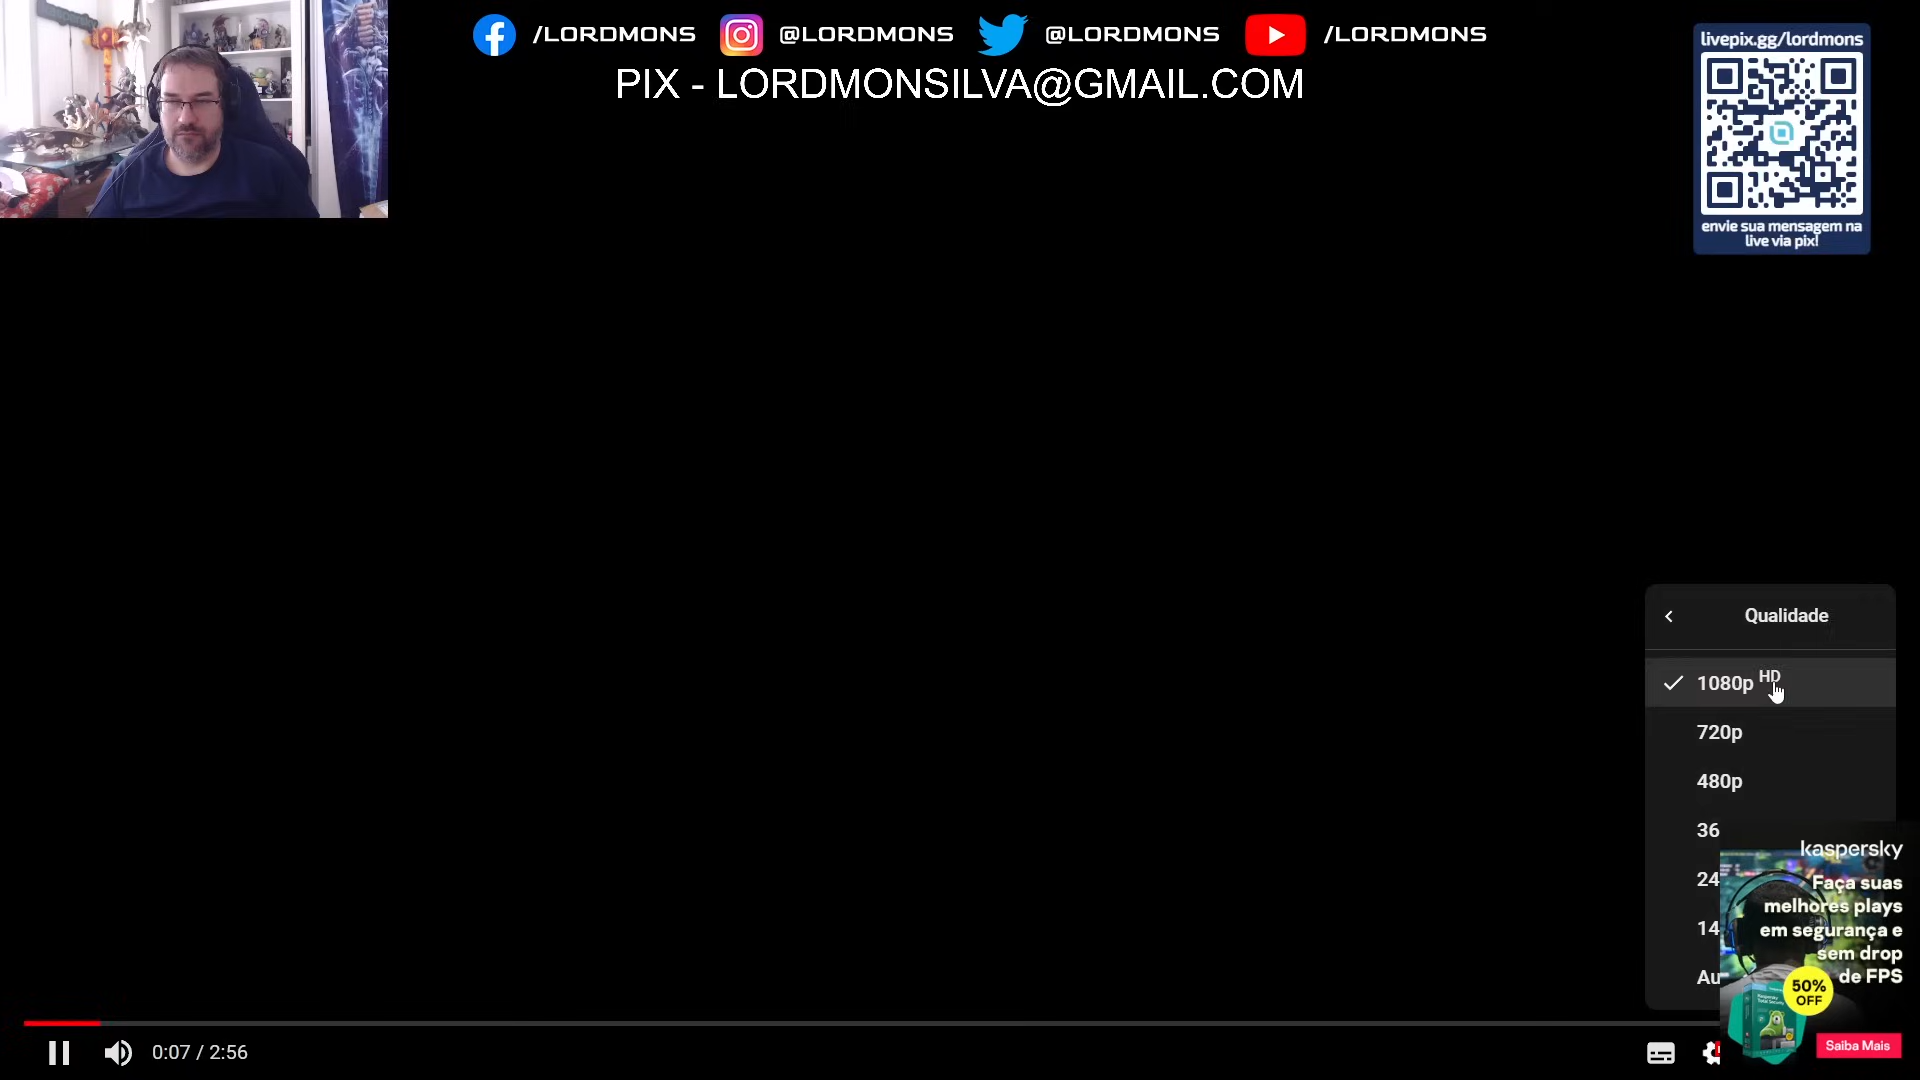 /LORDMONS @LORDMONS @LORDMONS /LORDMONS
PIX - LORDMONSILVA@GMAIL.COM
livepix.gg/lordmons
envie sua mensagem na
live via pix!
Qualidade
1080p HD
720p
480p
36
24
14
Au
kaspersky
Faça suas
melhores plays
em segurança e
sem drop
de FPS
50%
OFF
Saiba Mais
0:07 / 2:56